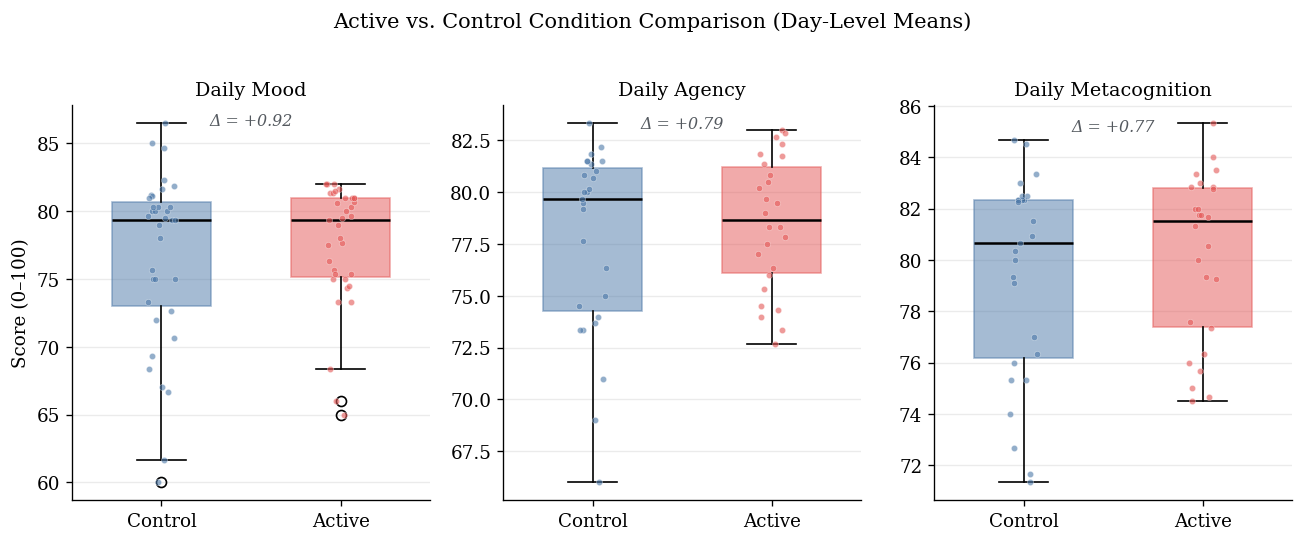 Active vs. Control Condition Comparison (Day-Level Means)
Daily Mood
Δ = +0.92
Score (0–100)
85
80
75
70
65
60
Control
Active
Daily Agency
Δ = +0.79
82.5
80.0
77.5
75.0
72.5
70.0
67.5
Control
Active
Daily Metacognition
Δ = +0.77
86
84
82
80
78
76
74
72
Control
Active